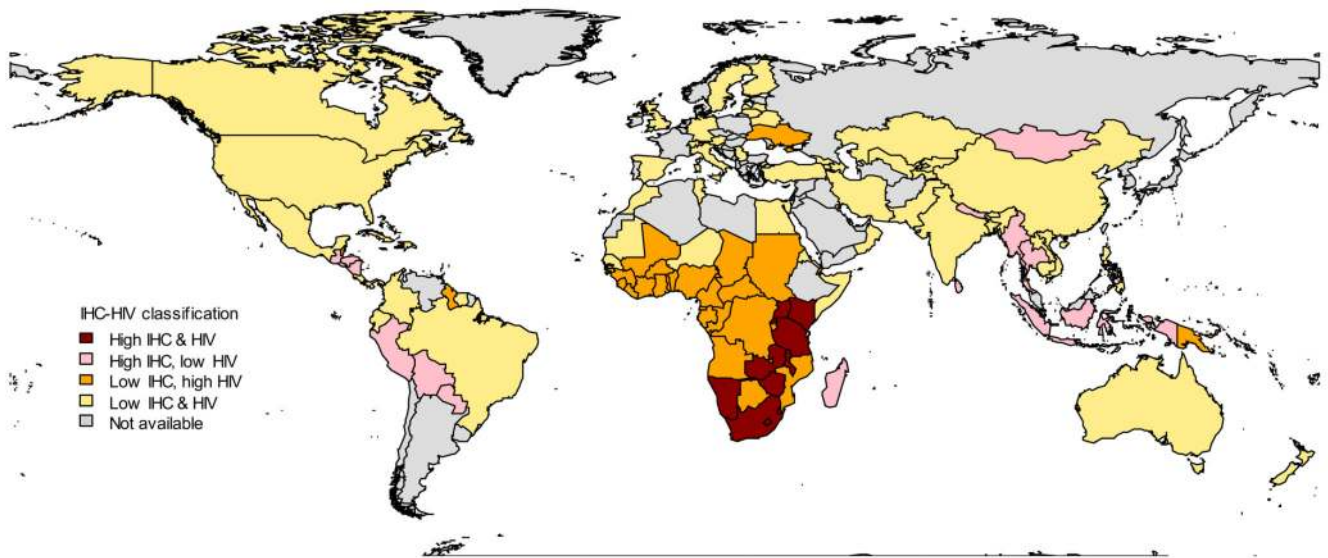 IHC-HIV classification
High IHC & HIV
High IHC, low HIV
Low IHC, high HIV
Low IHC & HIV
Not available